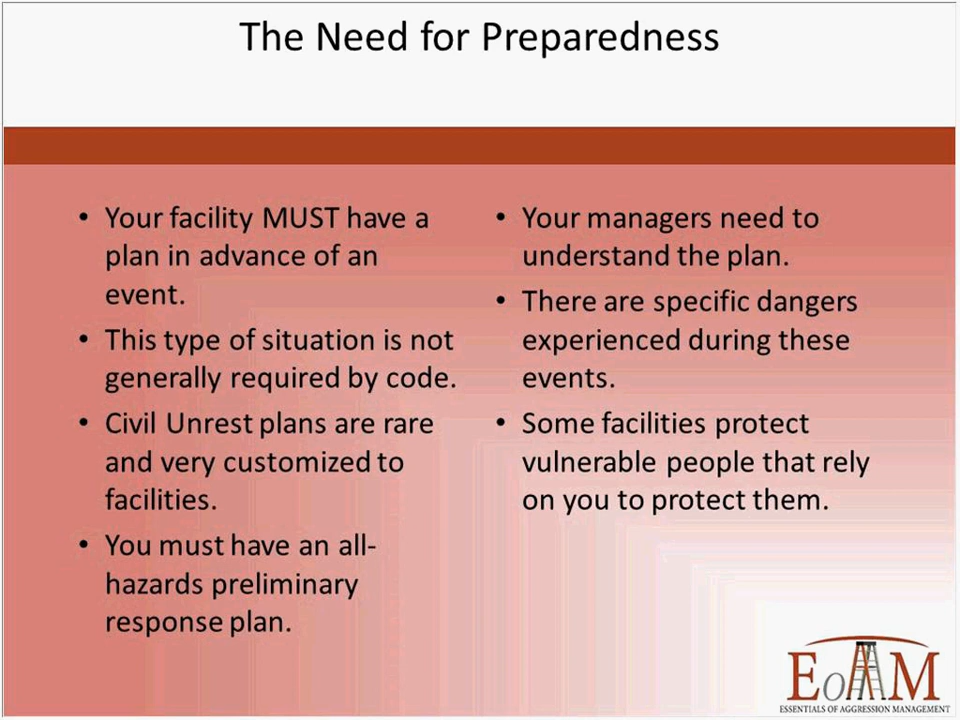 The Need for Preparedness
• Your facility MUST have a
plan in advance of an
event.
• This type of situation is not
generally required by code.
• Civil Unrest plans are rare
and very customized to
facilities.
• You must have an all-
hazards preliminary
response plan.
• Your managers need to
understand the plan.
• There are specific dangers
experienced during these
events.
• Some facilities protect
vulnerable people that rely
on you to protect them.
EoAM
ESSENTIALS OF AGGRESSION MANAGEMENT